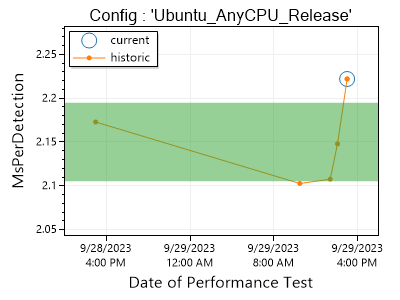 Config : 'Ubuntu_AnyCPU_Release'
current
historic
MsPerDetection
2.25
2.2
2.15
2.1
2.05
9/28/2023 9/29/2023 9/29/2023 9/29/2023
4:00 PM 12:00 AM 8:00 AM 4:00 PM
Date of Performance Test